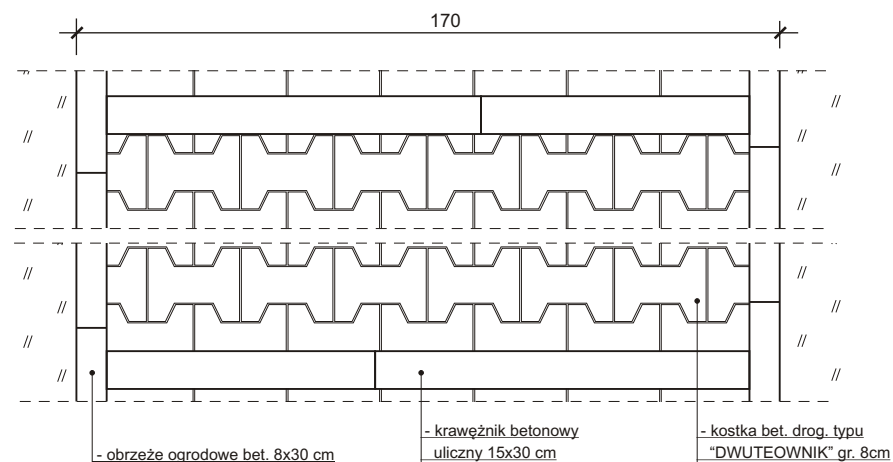 170
- obrzeże ogrodowe bet. 8x30 cm
- krawężnik betonowy
uliczny 15x30 cm
- kostka bet. drog. typu
“DWUTEOWNIK” gr. 8cm